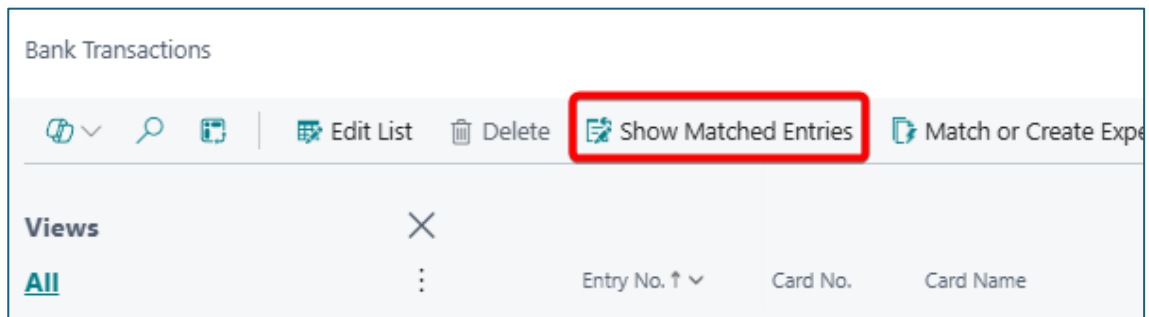 Bank Transactions
Edit List Delete Show Matched Entries Match or Create Expe
Views
All Entry No. ↑ Card No. Card Name